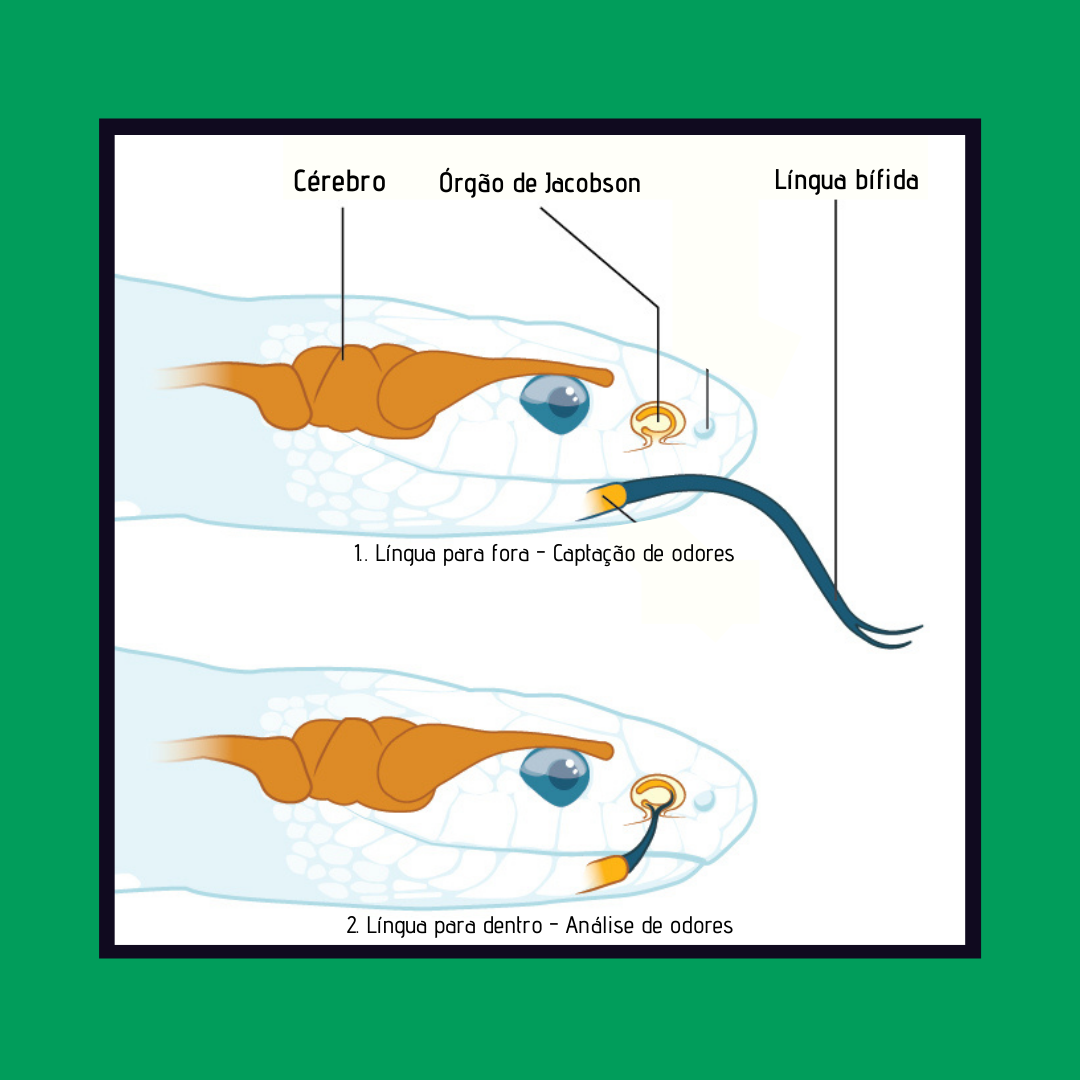 Cérebro
Órgão de Jacobson
Língua bífida
1.. Língua para fora - Captação de odores
2. Língua para dentro - Análise de odores